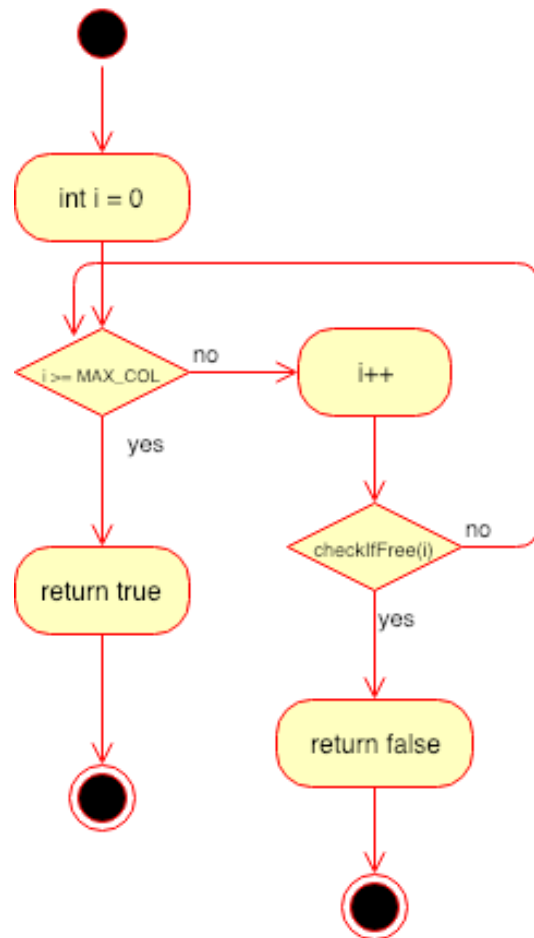 int i = 0
i >= MAX_COL
no
i++
yes
checkIfFree(i)
no
return true
yes
return false